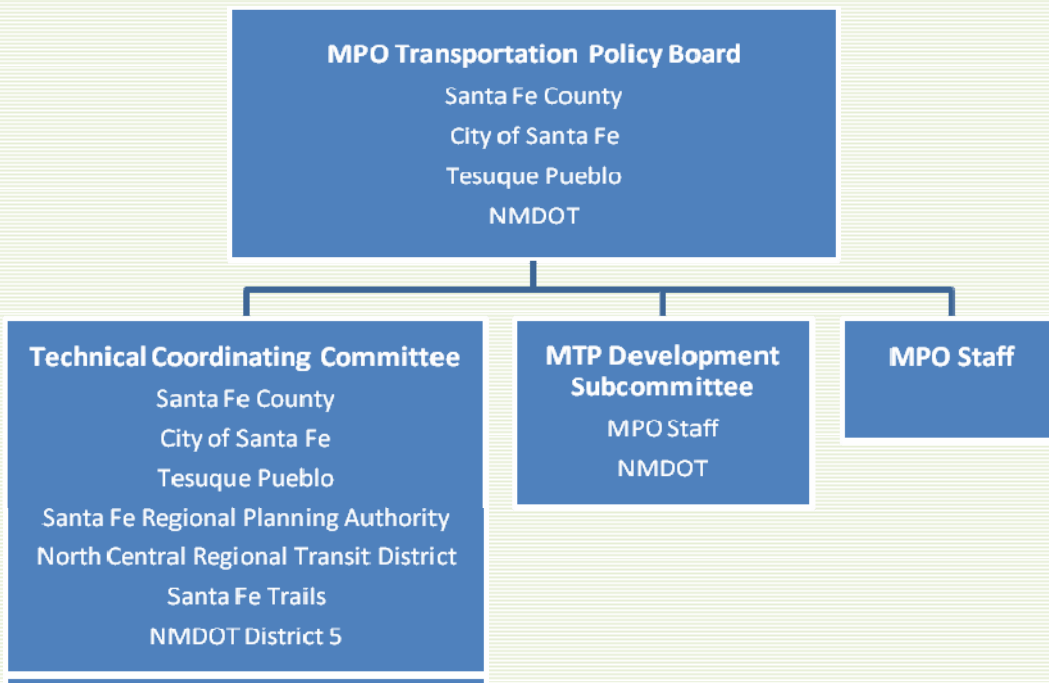 MPO Transportation Policy Board
Santa Fe County
City of Santa Fe
Tesuque Pueblo
NMDOT
Technical Coordinating Committee
Santa Fe County
City of Santa Fe
Tesuque Pueblo
Santa Fe Regional Planning Authority
North Central Regional Transit District
Santa Fe Trails
NMDOT District 5
MTP Development
Subcommittee
MPO Staff
NMDOT
MPO Staff